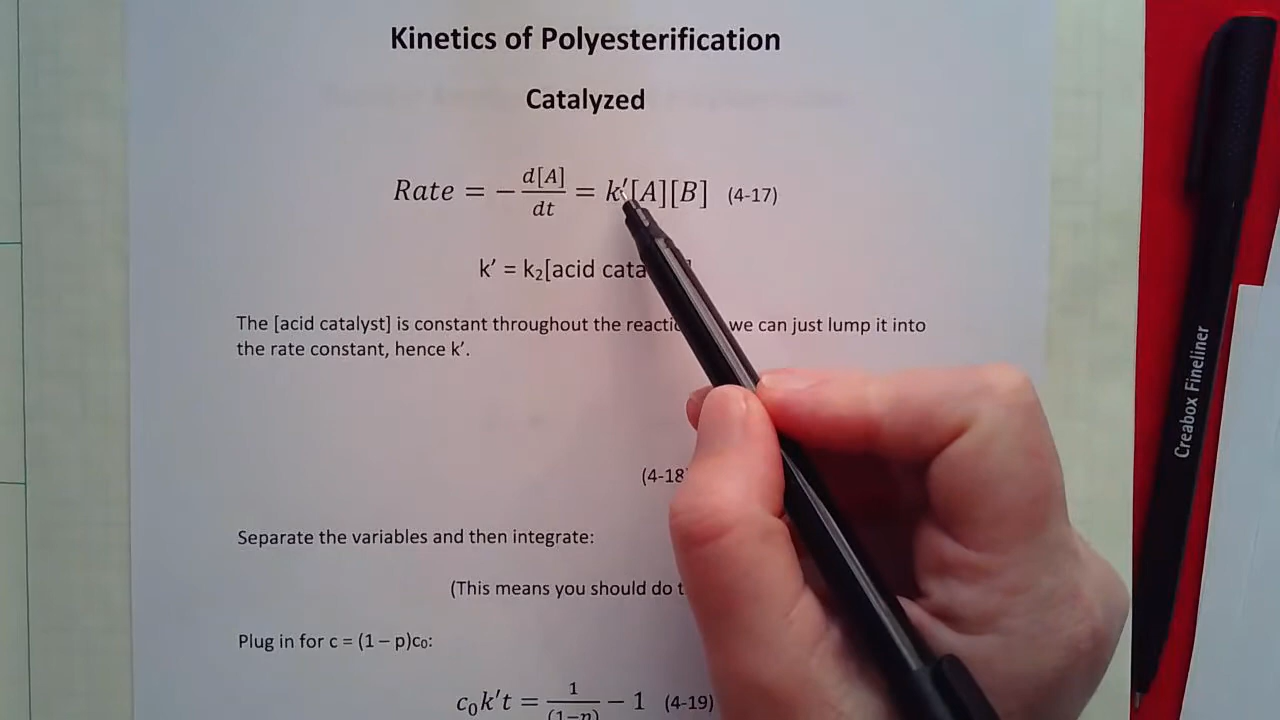 Kinetics of Polyesterification
Catalyzed
Rate = − d[A]/dt = k′[A][B] (4-17)
k′ = k₂[acid cata
The [acid catalyst] is constant throughout the we can just lump it into
the rate constant, hence k′.
(4-18
Separate the variables and then integrate:
(This means you should do
Plug in for c = (1 – p)c₀:
c₀k′t = 1/(1−p) − 1 (4-19)
Creabox Fineliner